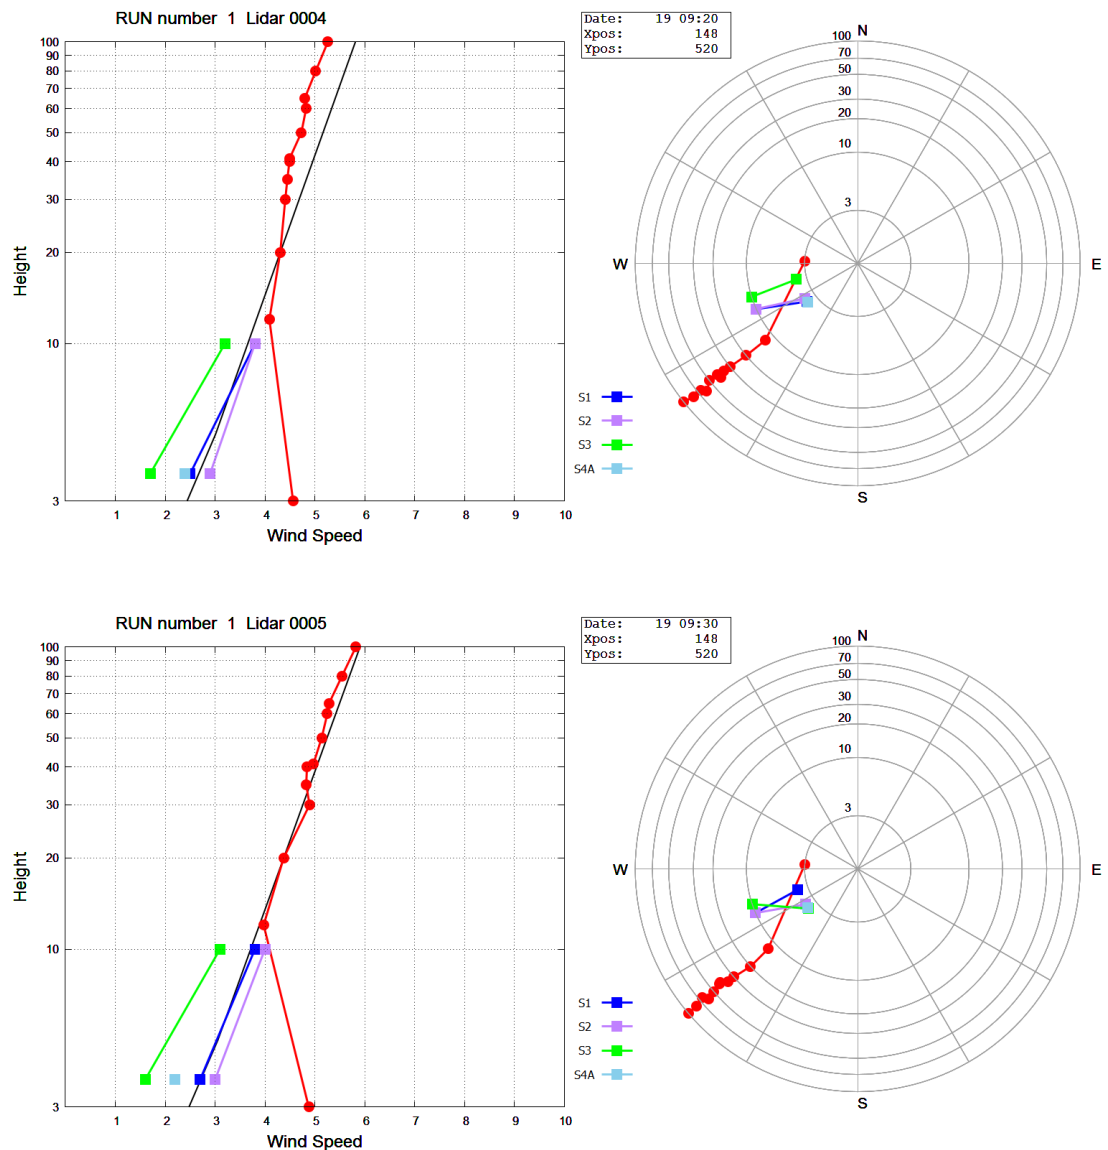 RUN number  1  Lidar 0004
100
90
80
70
60
50
40
30
20
10
3
Height
1 2 3 4 5 6 7 8 9 10
Wind Speed
Date: 19 09:20
Xpos: 148
Ypos: 520
N
100
70
50
30
20
10
3
W
E
S
S1
S2
S3
S4A
RUN number  1  Lidar 0005
100
90
80
70
60
50
40
30
20
10
3
Height
1 2 3 4 5 6 7 8 9 10
Wind Speed
Date: 19 09:30
Xpos: 148
Ypos: 520
N
100
70
50
30
20
10
3
W
E
S
S1
S2
S3
S4A